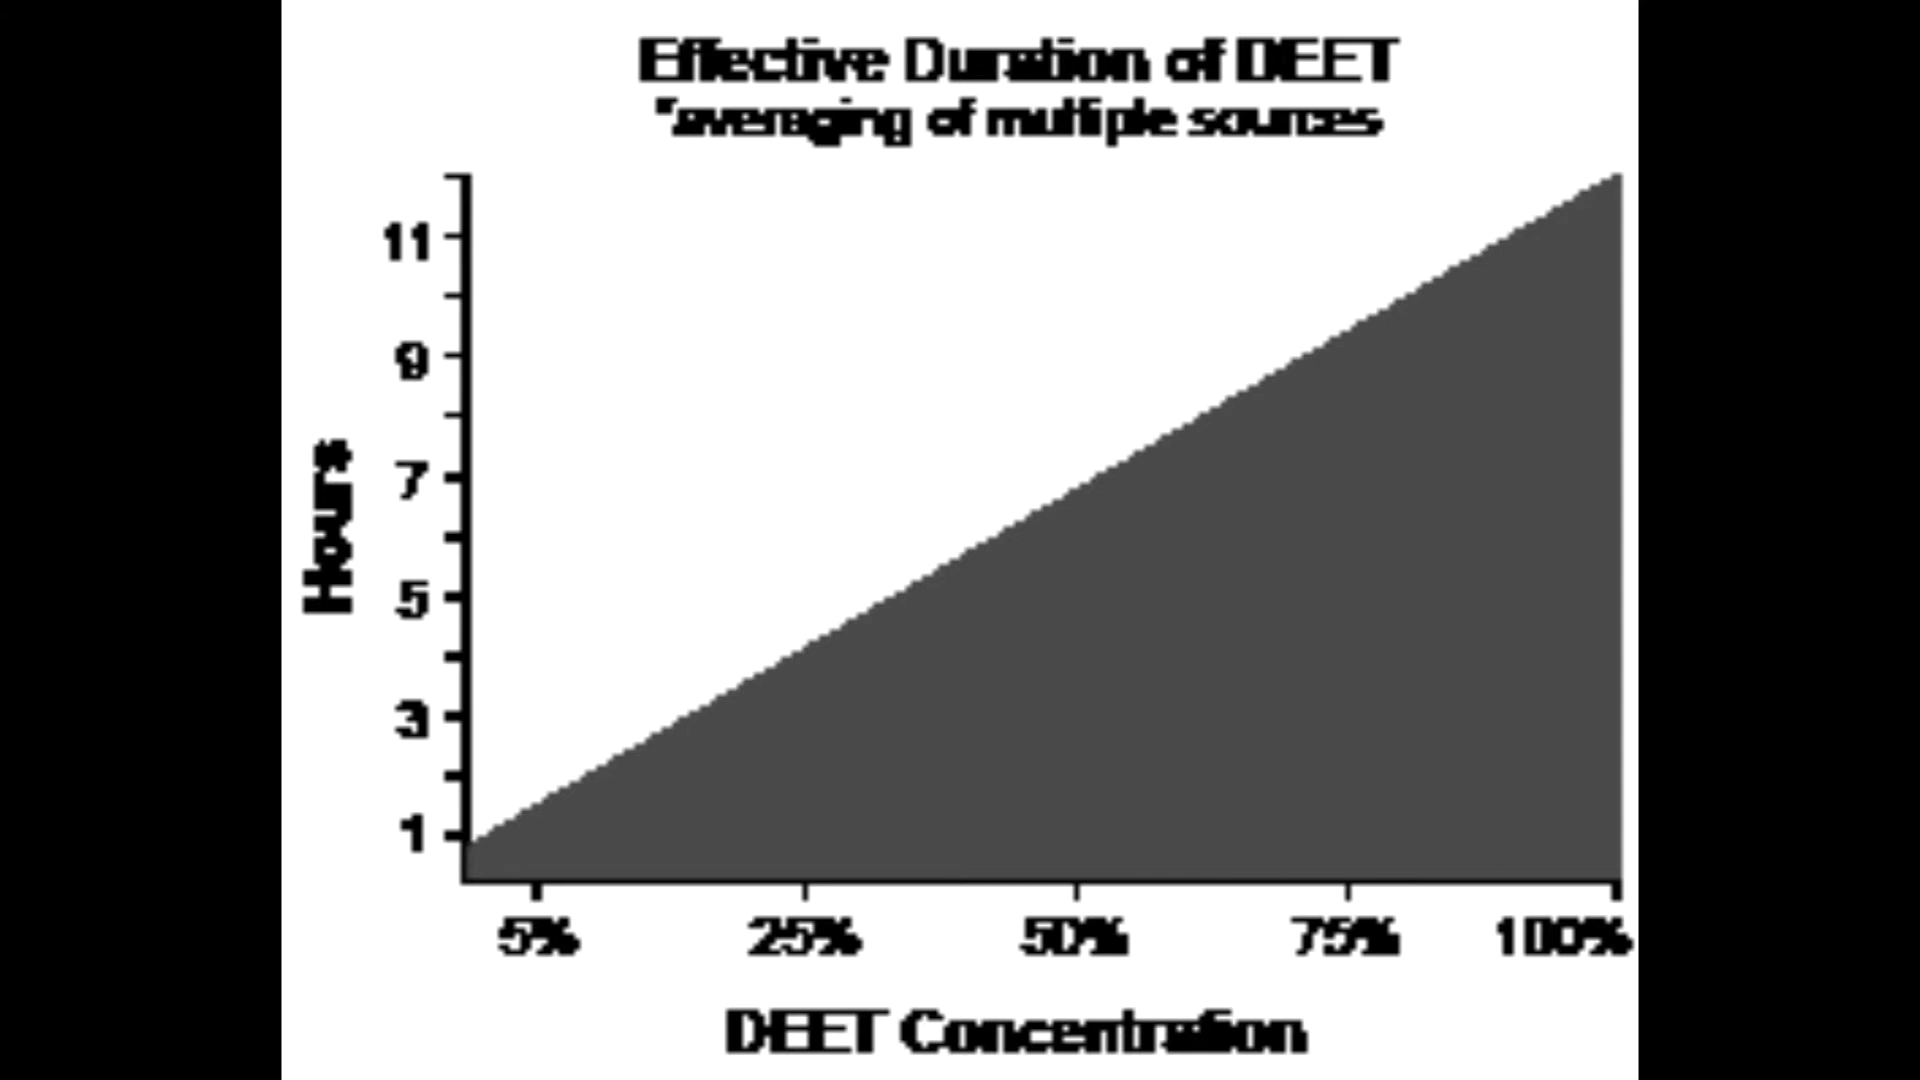 Effective Duration of DEET
*averaging of multiple sources
11
9
7
5
3
1
Hours
5%
25%
50%
75%
100%
DEET Concentration